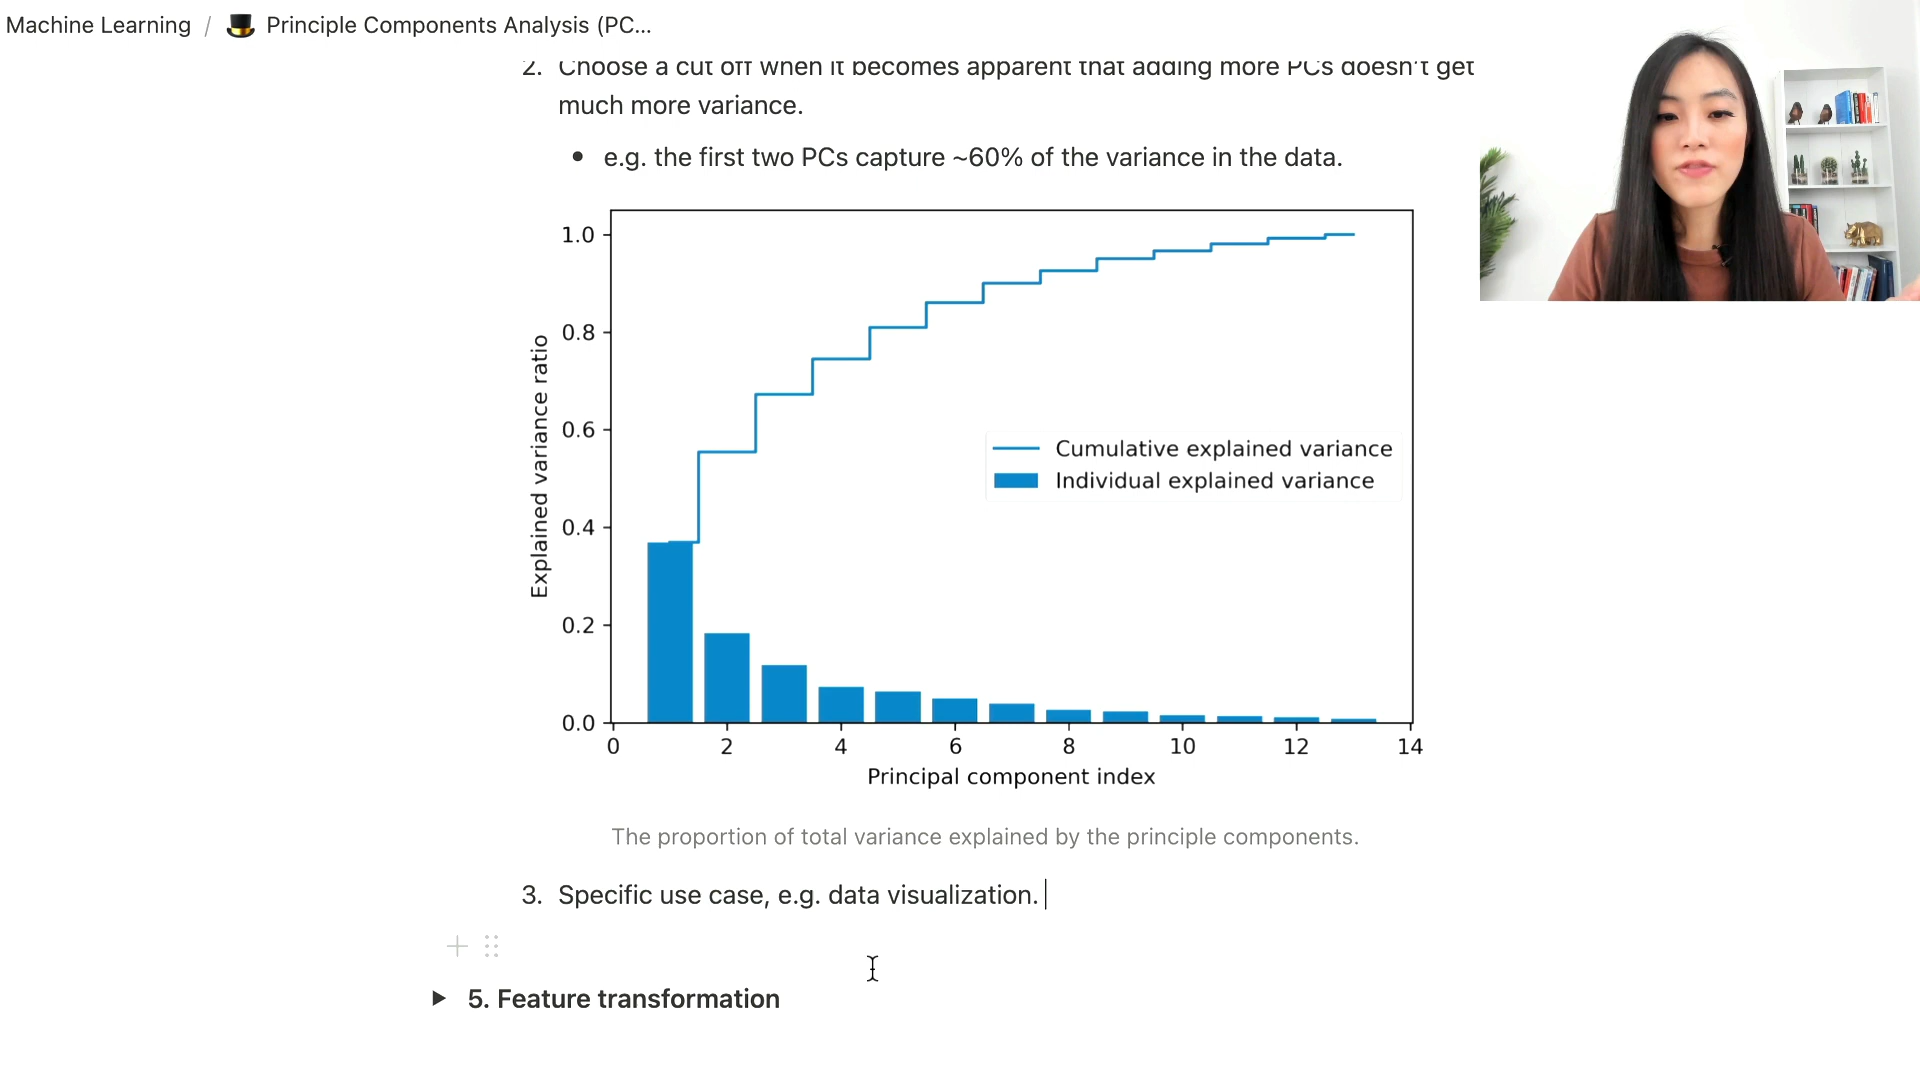 Machine Learning / Principle Components Analysis (PC...
2. Choose a cut off when it becomes apparent that adding more PCs doesn't get
much more variance.
• e.g. the first two PCs capture ~60% of the variance in the data.
1.0
0.8
0.6
0.4
0.2
0.0
Explained variance ratio
Cumulative explained variance
Individual explained variance
0 2 4 6 8 10 12 14
Principal component index
The proportion of total variance explained by the principle components.
3. Specific use case, e.g. data visualization.
5. Feature transformation